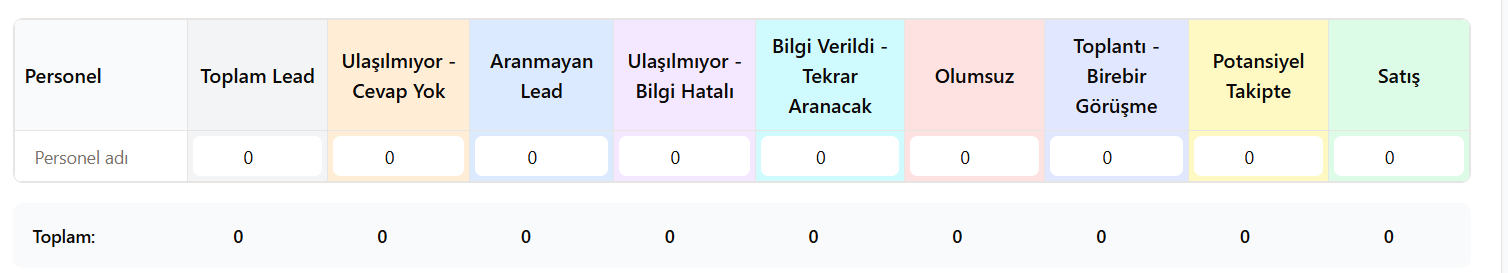 Personel
Toplam Lead
Ulaşılmıyor -
Cevap Yok
Aranmayan
Lead
Ulaşılmıyor -
Bilgi Hatalı
Bilgi Verildi -
Tekrar
Aranacak
Olumsuz
Toplantı -
Birebir
Görüşme
Potansiyel
Takipte
Satış
Personel adı 0 0 0 0 0 0 0 0 0
Toplam: 0 0 0 0 0 0 0 0 0